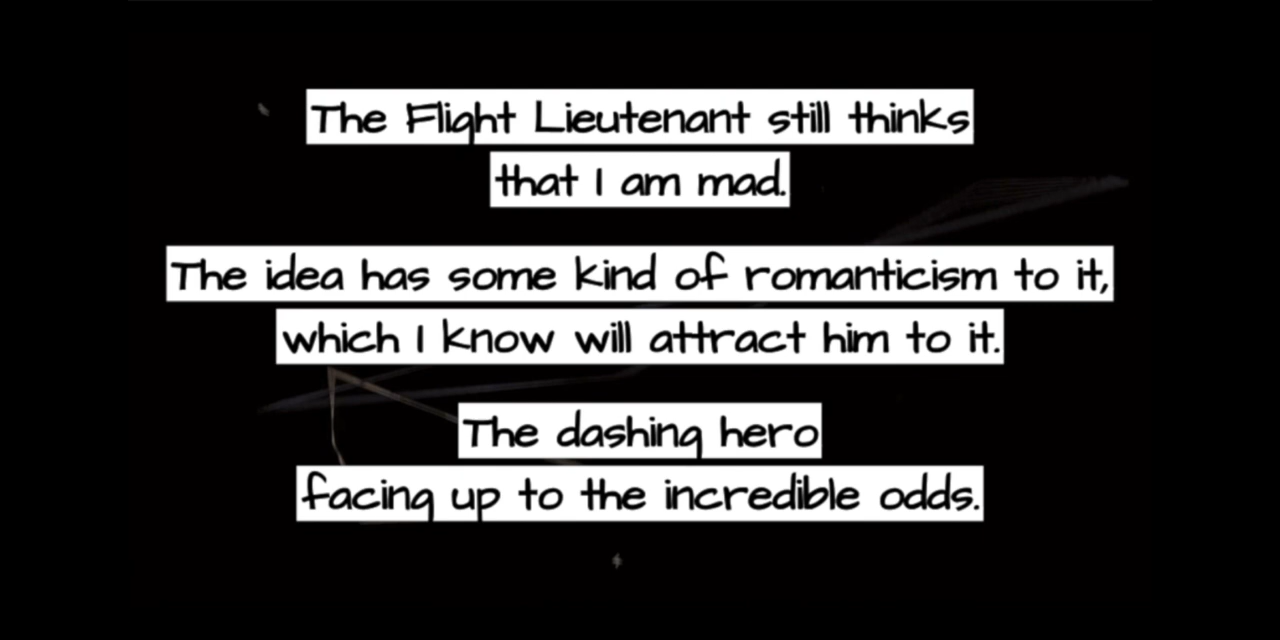 The Flight Lieutenant still thinks
that I am mad.
The idea has some kind of romanticism to it,
which I know will attract him to it.
The dashing hero
facing up to the incredible odds.